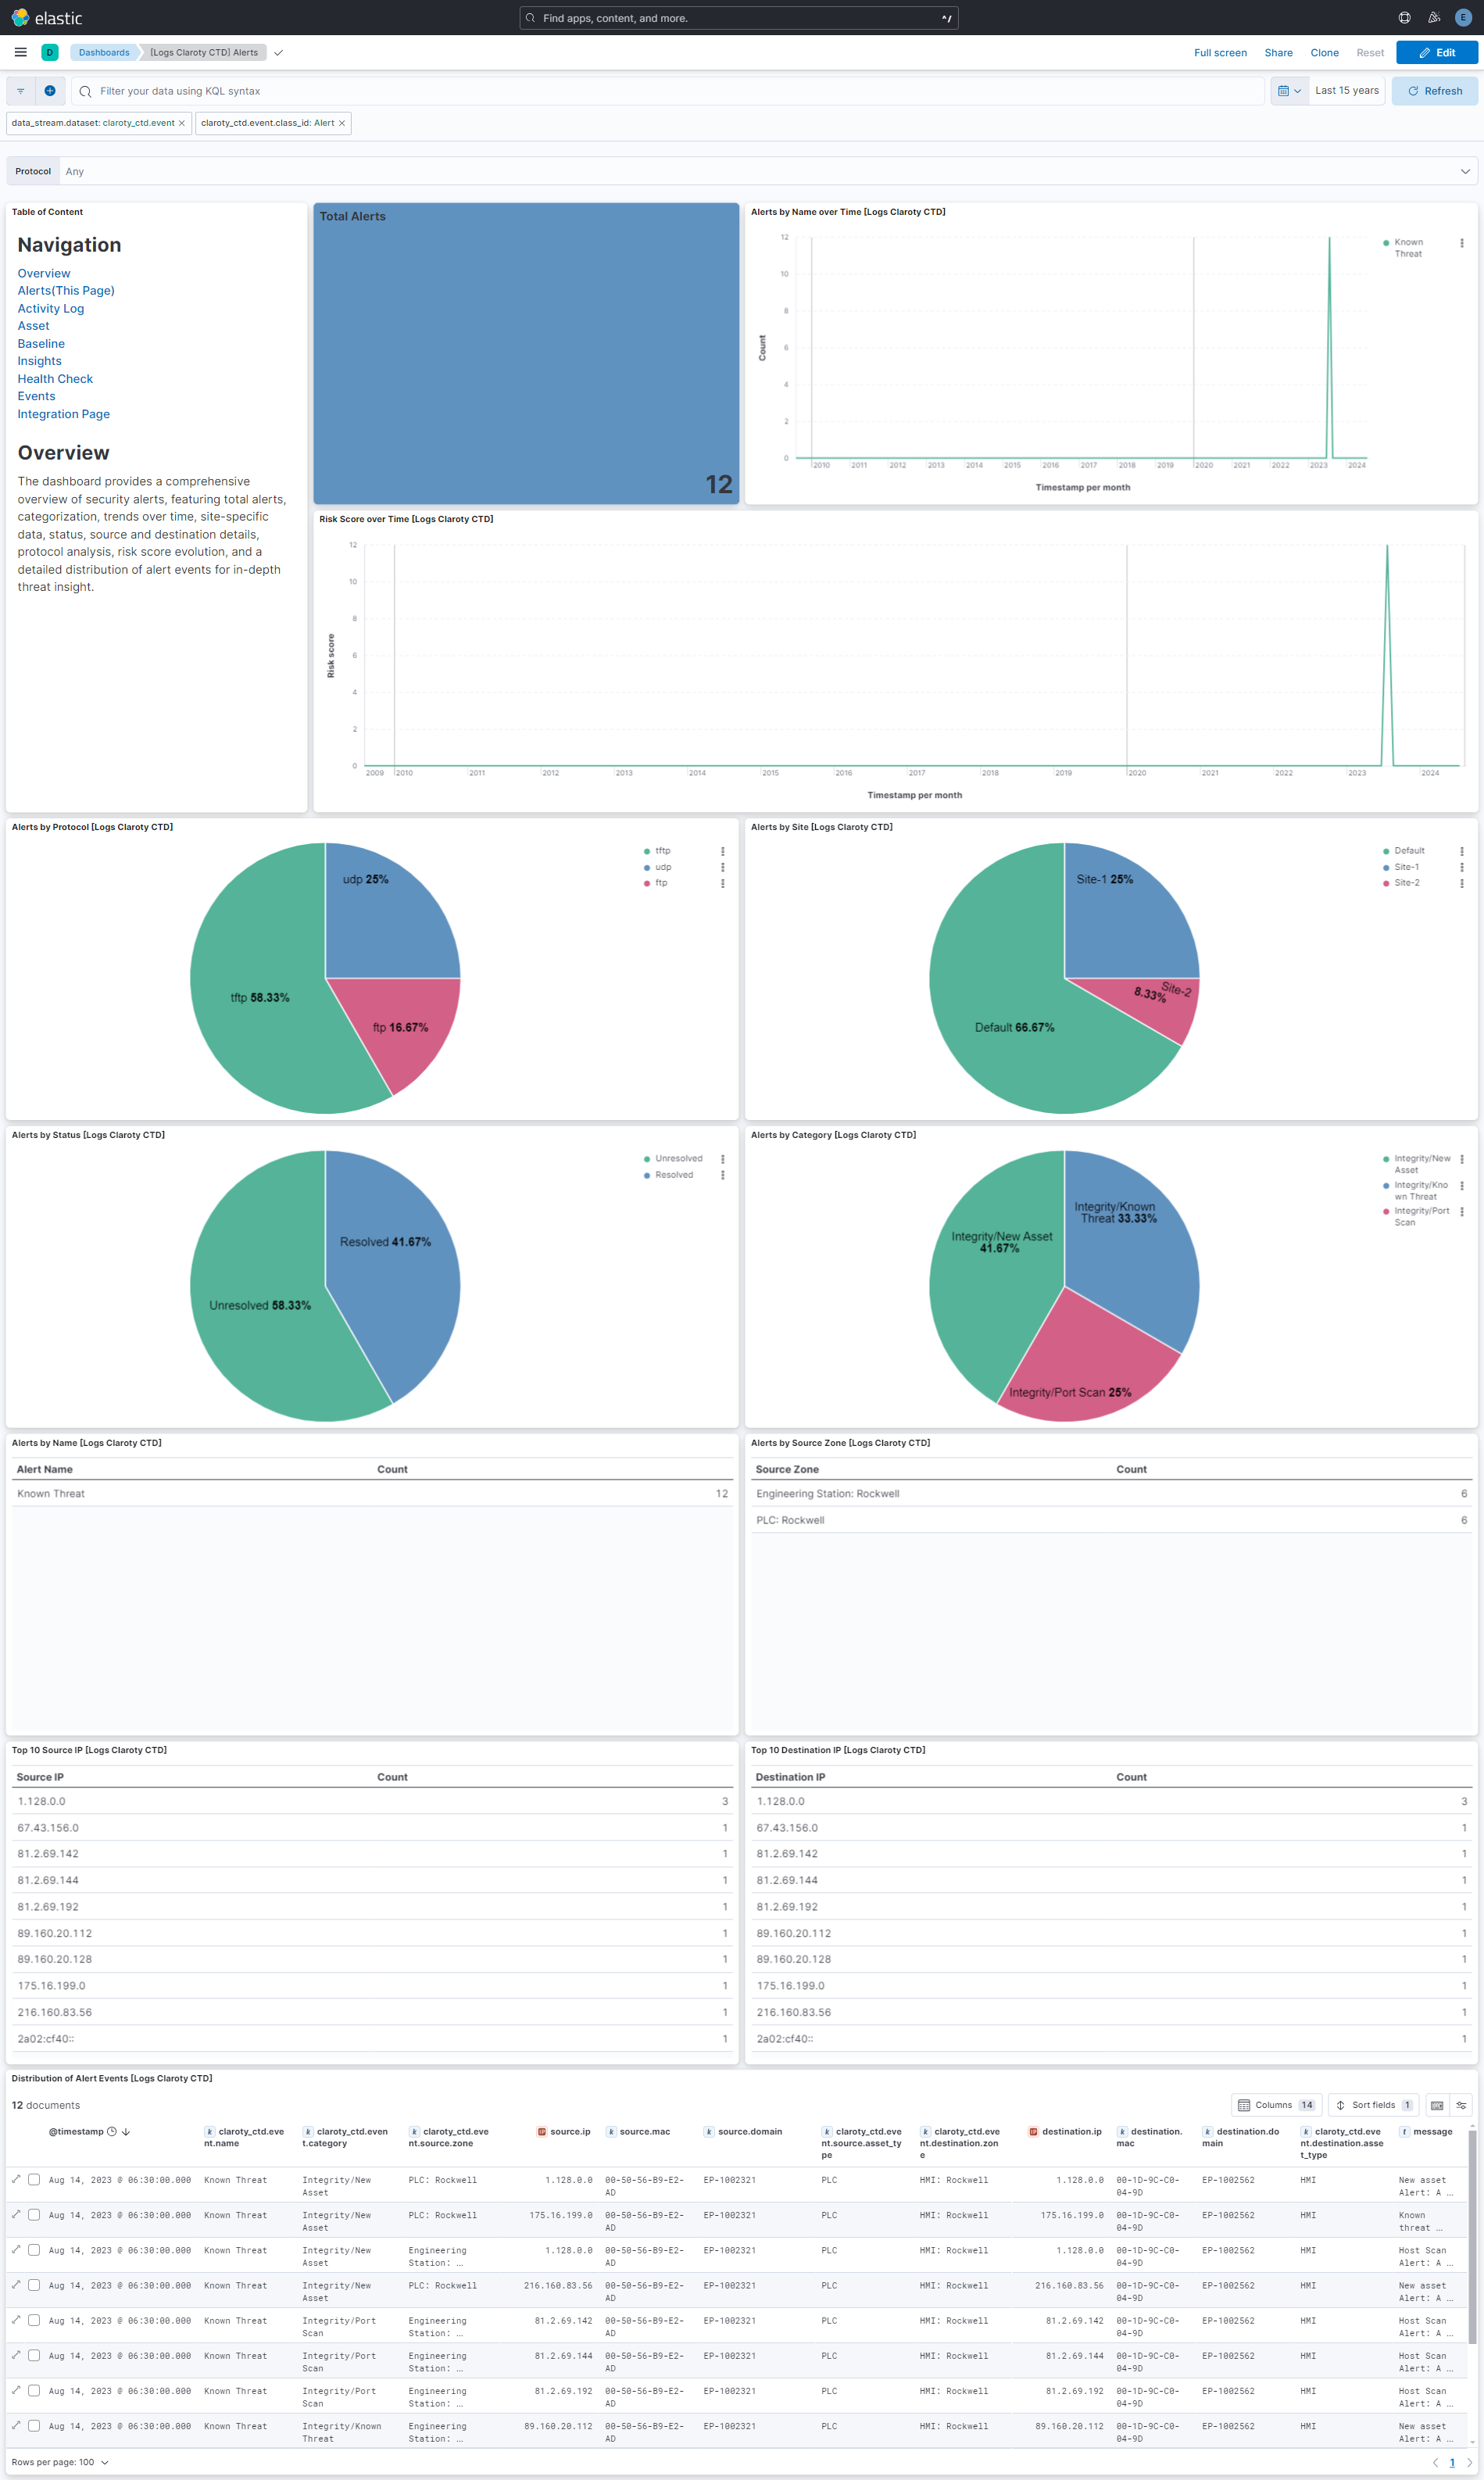 elastic
Find apps, content, and more.
^/
E
D
Dashboards
[Logs Claroty CTD] Alerts
Full screen
Share
Clone
Reset
Edit
Filter your data using KQL syntax
Last 15 years
Refresh
data_stream.dataset: claroty_ctd.event ×
claroty_ctd.event.class_id: Alert ×
Protocol
Any
Table of Content
Navigation
Overview
Alerts(This Page)
Activity Log
Asset
Baseline
Insights
Health Check
Events
Integration Page
Overview
The dashboard provides a comprehensive
overview of security alerts, featuring total alerts,
categorization, trends over time, site-specific
data, status, source and destination details,
protocol analysis, risk score evolution, and a
detailed distribution of alert events for in-depth
threat insight.
Total Alerts
12
Alerts by Name over Time [Logs Claroty CTD]
12
10
8
6
4
2
0
Count
2010 2011 2012 2013 2014 2015 2016 2017 2018 2019 2020 2021 2022 2023 2024
Timestamp per month
Known
Threat
Risk Score over Time [Logs Claroty CTD]
12
10
8
6
4
2
0
Risk score
2009 2010 2011 2012 2013 2014 2015 2016 2017 2018 2019 2020 2021 2022 2023 2024
Timestamp per month
Alerts by Protocol [Logs Claroty CTD]
udp 25%
tftp 58.33%
ftp 16.67%
tftp
udp
ftp
Alerts by Site [Logs Claroty CTD]
Site-1 25%
Site-2
8.33%
Default 66.67%
Default
Site-1
Site-2
Alerts by Status [Logs Claroty CTD]
Resolved 41.67%
Unresolved 58.33%
Unresolved
Resolved
Alerts by Category [Logs Claroty CTD]
Integrity/Known
Threat 33.33%
Integrity/New Asset
41.67%
Integrity/Port Scan 25%
Integrity/New
Asset
Integrity/Kno
wn Threat
Integrity/Port
Scan
Alerts by Name [Logs Claroty CTD]
Alert Name Count
Known Threat 12
Alerts by Source Zone [Logs Claroty CTD]
Source Zone Count
Engineering Station: Rockwell 6
PLC: Rockwell 6
Top 10 Source IP [Logs Claroty CTD]
Source IP Count
1.128.0.0 3
67.43.156.0 1
81.2.69.142 1
81.2.69.144 1
81.2.69.192 1
89.160.20.112 1
89.160.20.128 1
175.16.199.0 1
216.160.83.56 1
2a02:cf40:: 1
Top 10 Destination IP [Logs Claroty CTD]
Destination IP Count
1.128.0.0 3
67.43.156.0 1
81.2.69.142 1
81.2.69.144 1
81.2.69.192 1
89.160.20.112 1
89.160.20.128 1
175.16.199.0 1
216.160.83.56 1
2a02:cf40:: 1
Distribution of Alert Events [Logs Claroty CTD]
12 documents
Columns 14
Sort fields 1
@timestamp k claroty_ctd.eve k claroty_ctd.even k claroty_ctd.eve IP source.ip k source.mac k source.domain k claroty_ctd.eve k claroty_ctd.eve IP destination.ip k destination. k destination.do k claroty_ctd.eve t message
nt.name t.category nt.source.zone nt.source.asset_ty nt.destination.zon mac main nt.destination.asse
pe e t_type
Aug 14, 2023 @ 06:30:00.000 Known Threat Integrity/New PLC: Rockwell 1.128.0.0 00-50-56-B9-E2- EP-1002321 PLC HMI: Rockwell 1.128.0.0 00-1D-9C-C0- EP-1002562 HMI New asset
Asset AD 04-9D Alert: A ...
Aug 14, 2023 @ 06:30:00.000 Known Threat Integrity/New PLC: Rockwell 175.16.199.0 00-50-56-B9-E2- EP-1002321 PLC HMI: Rockwell 175.16.199.0 00-1D-9C-C0- EP-1002562 HMI Known
Asset AD 04-9D threat ...
Aug 14, 2023 @ 06:30:00.000 Known Threat Integrity/New Engineering 1.128.0.0 00-50-56-B9-E2- EP-1002321 PLC HMI: Rockwell 1.128.0.0 00-1D-9C-C0- EP-1002562 HMI Host Scan
Asset Station: ... AD 04-9D Alert: A ...
Aug 14, 2023 @ 06:30:00.000 Known Threat Integrity/New PLC: Rockwell 216.160.83.56 00-50-56-B9-E2- EP-1002321 PLC HMI: Rockwell 216.160.83.56 00-1D-9C-C0- EP-1002562 HMI New asset
Asset AD 04-9D Alert: A ...
Aug 14, 2023 @ 06:30:00.000 Known Threat Integrity/Port Engineering 81.2.69.142 00-50-56-B9-E2- EP-1002321 PLC HMI: Rockwell 81.2.69.142 00-1D-9C-C0- EP-1002562 HMI Host Scan
Scan Station: ... AD 04-9D Alert: A ...
Aug 14, 2023 @ 06:30:00.000 Known Threat Integrity/Port Engineering 81.2.69.144 00-50-56-B9-E2- EP-1002321 PLC HMI: Rockwell 81.2.69.144 00-1D-9C-C0- EP-1002562 HMI Host Scan
Scan Station: ... AD 04-9D Alert: A ...
Aug 14, 2023 @ 06:30:00.000 Known Threat Integrity/Port Engineering 81.2.69.192 00-50-56-B9-E2- EP-1002321 PLC HMI: Rockwell 81.2.69.192 00-1D-9C-C0- EP-1002562 HMI Host Scan
Scan Station: ... AD 04-9D Alert: A ...
Aug 14, 2023 @ 06:30:00.000 Known Threat Integrity/Known Engineering 89.160.20.112 00-50-56-B9-E2- EP-1002321 PLC HMI: Rockwell 89.160.20.112 00-1D-9C-C0- EP-1002562 HMI New asset
Threat Station: ... AD 04-9D Alert: A ...
Rows per page: 100
1